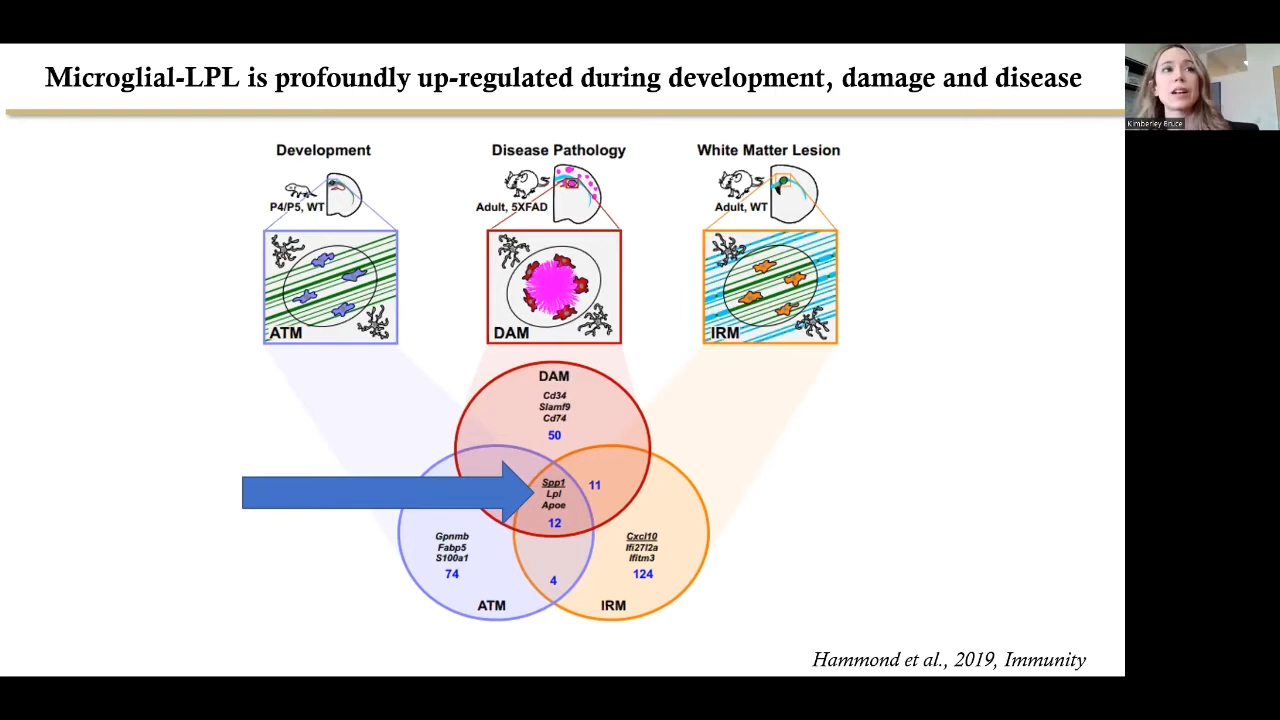 Microglial-LPL is profoundly up-regulated during development, damage and disease
Kimberley Bruce
Development
Disease Pathology
White Matter Lesion
P4/P5, WT
Adult, 5XFAD
Adult, WT
ATM
DAM
IRM
DAM
Cd34
Slamf9
Cd74
50
Spp1
Lpl
Apoe
12
11
Gpnmb
Fabp5
S100a1
74
Cxcl10
Ifi27l2a
Ifitm3
124
4
ATM
IRM
Hammond et al., 2019, Immunity